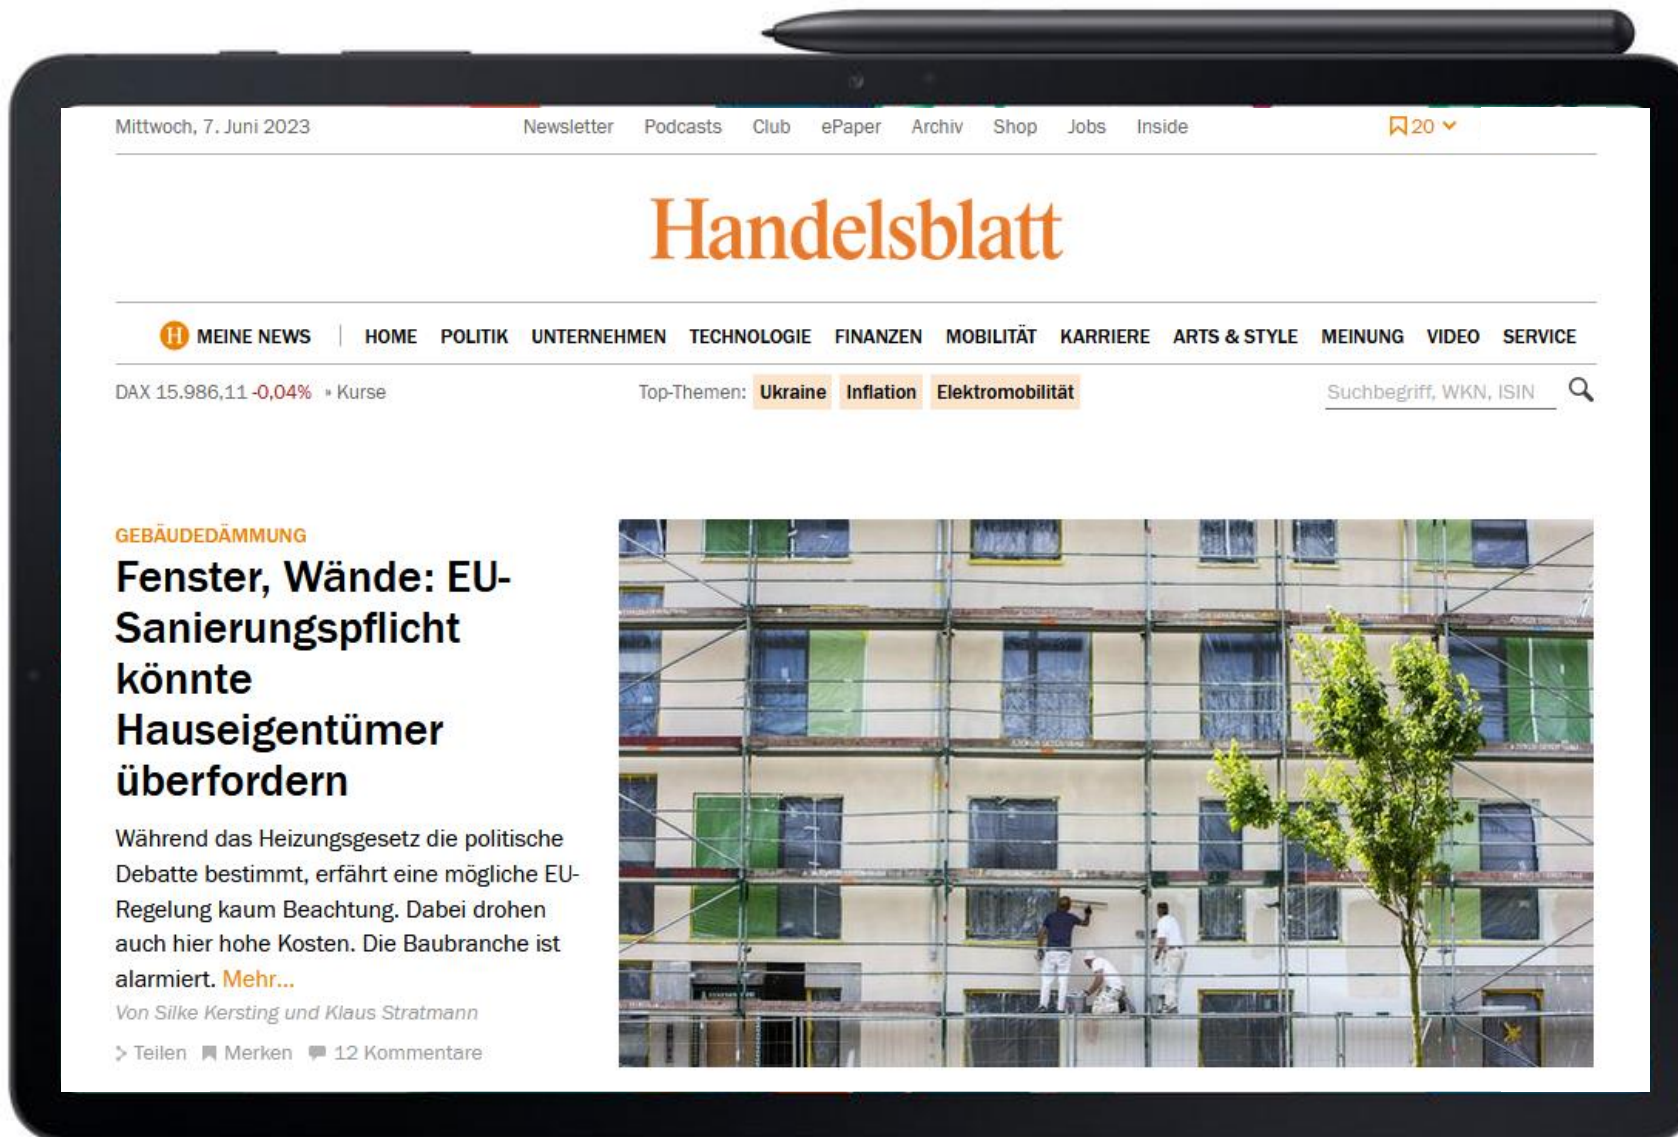 Mittwoch, 7. Juni 2023 Newsletter Podcasts Club ePaper Archiv Shop Jobs Inside 20
Handelsblatt
H MEINE NEWS HOME POLITIK UNTERNEHMEN TECHNOLOGIE FINANZEN MOBILITÄT KARRIERE ARTS & STYLE MEINUNG VIDEO SERVICE
DAX 15.986,11 -0,04% » Kurse Top-Themen: Ukraine Inflation Elektromobilität Suchbegriff, WKN, ISIN
GEBÄUDEDÄMMUNG
Fenster, Wände: EU-
Sanierungspflicht
könnte
Hauseigentümer
überfordern
Während das Heizungsgesetz die politische
Debatte bestimmt, erfährt eine mögliche EU-
Regelung kaum Beachtung. Dabei drohen
auch hier hohe Kosten. Die Baubranche ist
alarmiert. Mehr...
Von Silke Kersting und Klaus Stratmann
Teilen Merken 12 Kommentare